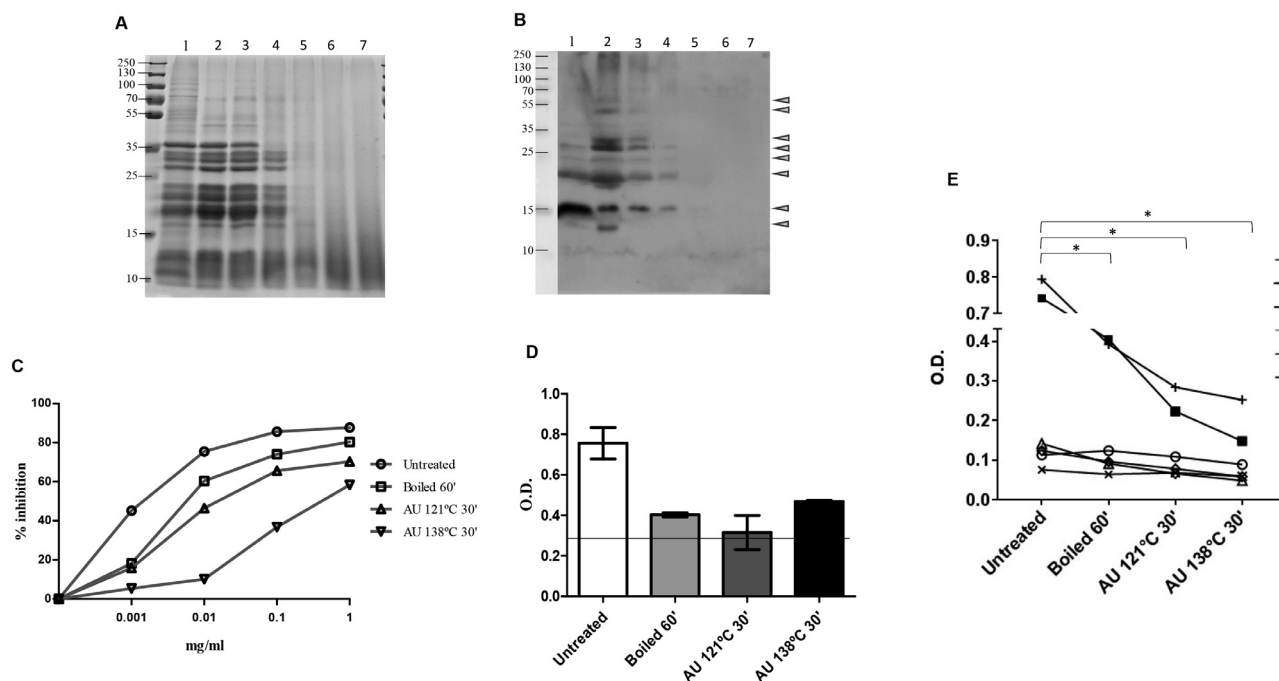 A
1 2 3 4 5 6 7
250
130
100
70
55
35
25
15
10
B
1 2 3 4 5 6 7
250
130
100
70
55
35
25
15
10
C
100
80
60
40
20
0
% inhibition
0.001 0.01 0.1 1
mg/ml
Untreated
Boiled 60'
AU 121ºC 30'
AU 138ºC 30'
D
1.0
0.8
0.6
0.4
0.2
0.0
O.D.
Untreated
Boiled 60'
AU 121ºC 30'
AU 138ºC 30'
E
*
*
*
0.9
0.8
0.7
0.4
0.3
0.2
0.1
0.0
O.D.
Untreated
Boiled 60'
AU 121ºC 30'
AU 138ºC 30'